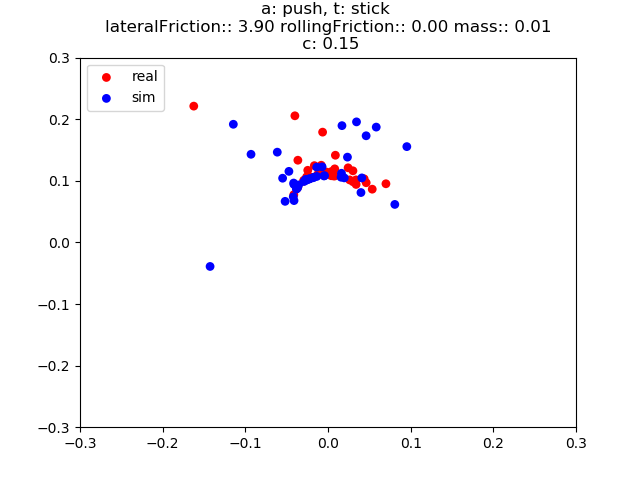 a: push, t: stick
lateralFriction:: 3.90 rollingFriction:: 0.00 mass:: 0.01
c: 0.15
real
sim
0.3
0.2
0.1
0.0
−0.1
−0.2
−0.3
−0.3
−0.2
−0.1
0.0
0.1
0.2
0.3